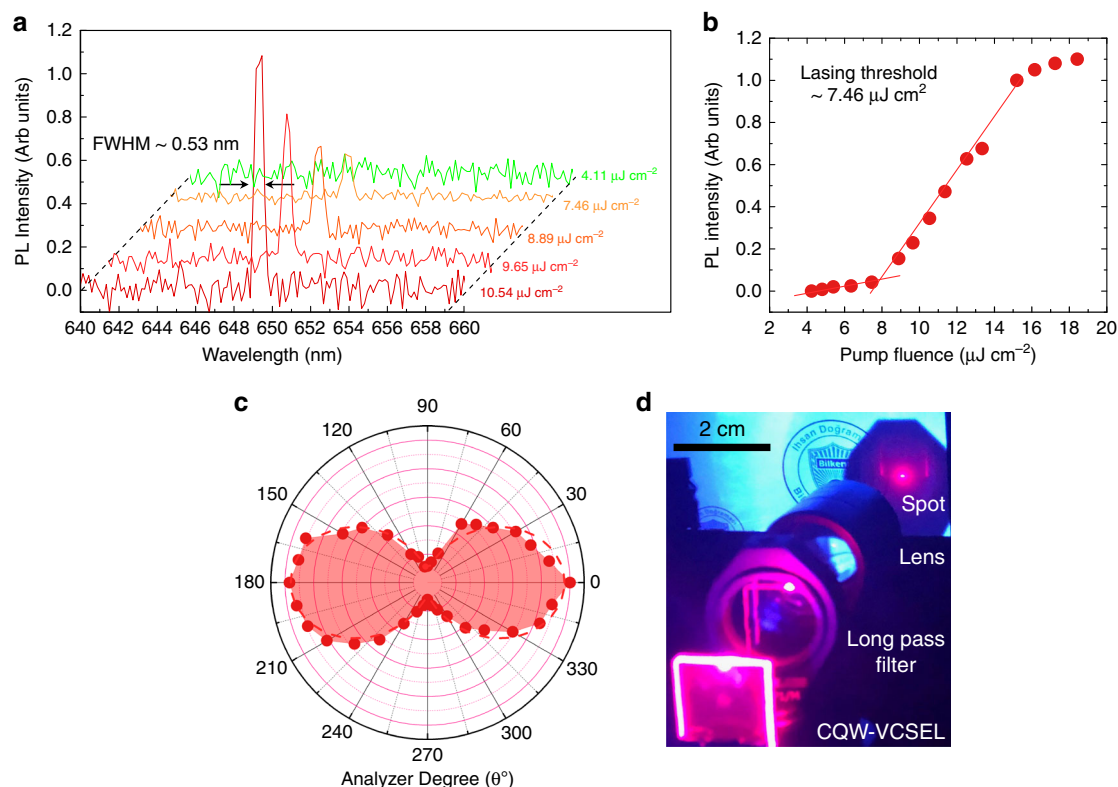 a
PL Intensity (Arb units)
1.2
1.0
0.8
0.6
0.4
0.2
0.0
FWHM ~ 0.53 nm
4.11 μJ cm⁻²
7.46 μJ cm⁻²
8.89 μJ cm⁻²
9.65 μJ cm⁻²
10.54 μJ cm⁻²
640 642 644 646 648 650 652 654 656 658 660
Wavelength (nm)
b
PL intensity (Arb units)
1.2
1.0
0.8
0.6
0.4
0.2
0.0
Lasing threshold
~ 7.46 μJ cm²
2 4 6 8 10 12 14 16 18 20
Pump fluence (μJ cm⁻²)
c
90
120 60
150 30
180 0
210 330
240 300
270
Analyzer Degree (θ°)
d
2 cm
Ihsan Doğramacı
Bilkent
Spot
Lens
Long pass
filter
CQW-VCSEL